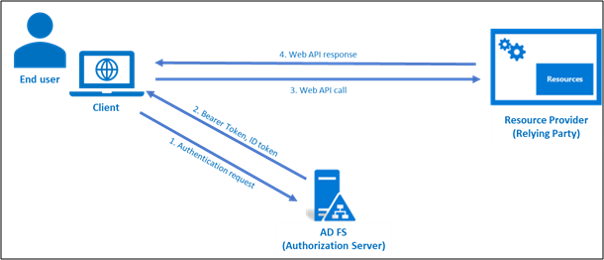 4. Web API response
End user
Client
3. Web API call
Resources
Resource Provider
(Relying Party)
2. Bearer Token, ID token
1. Authentication request
AD FS
(Authorization Server)